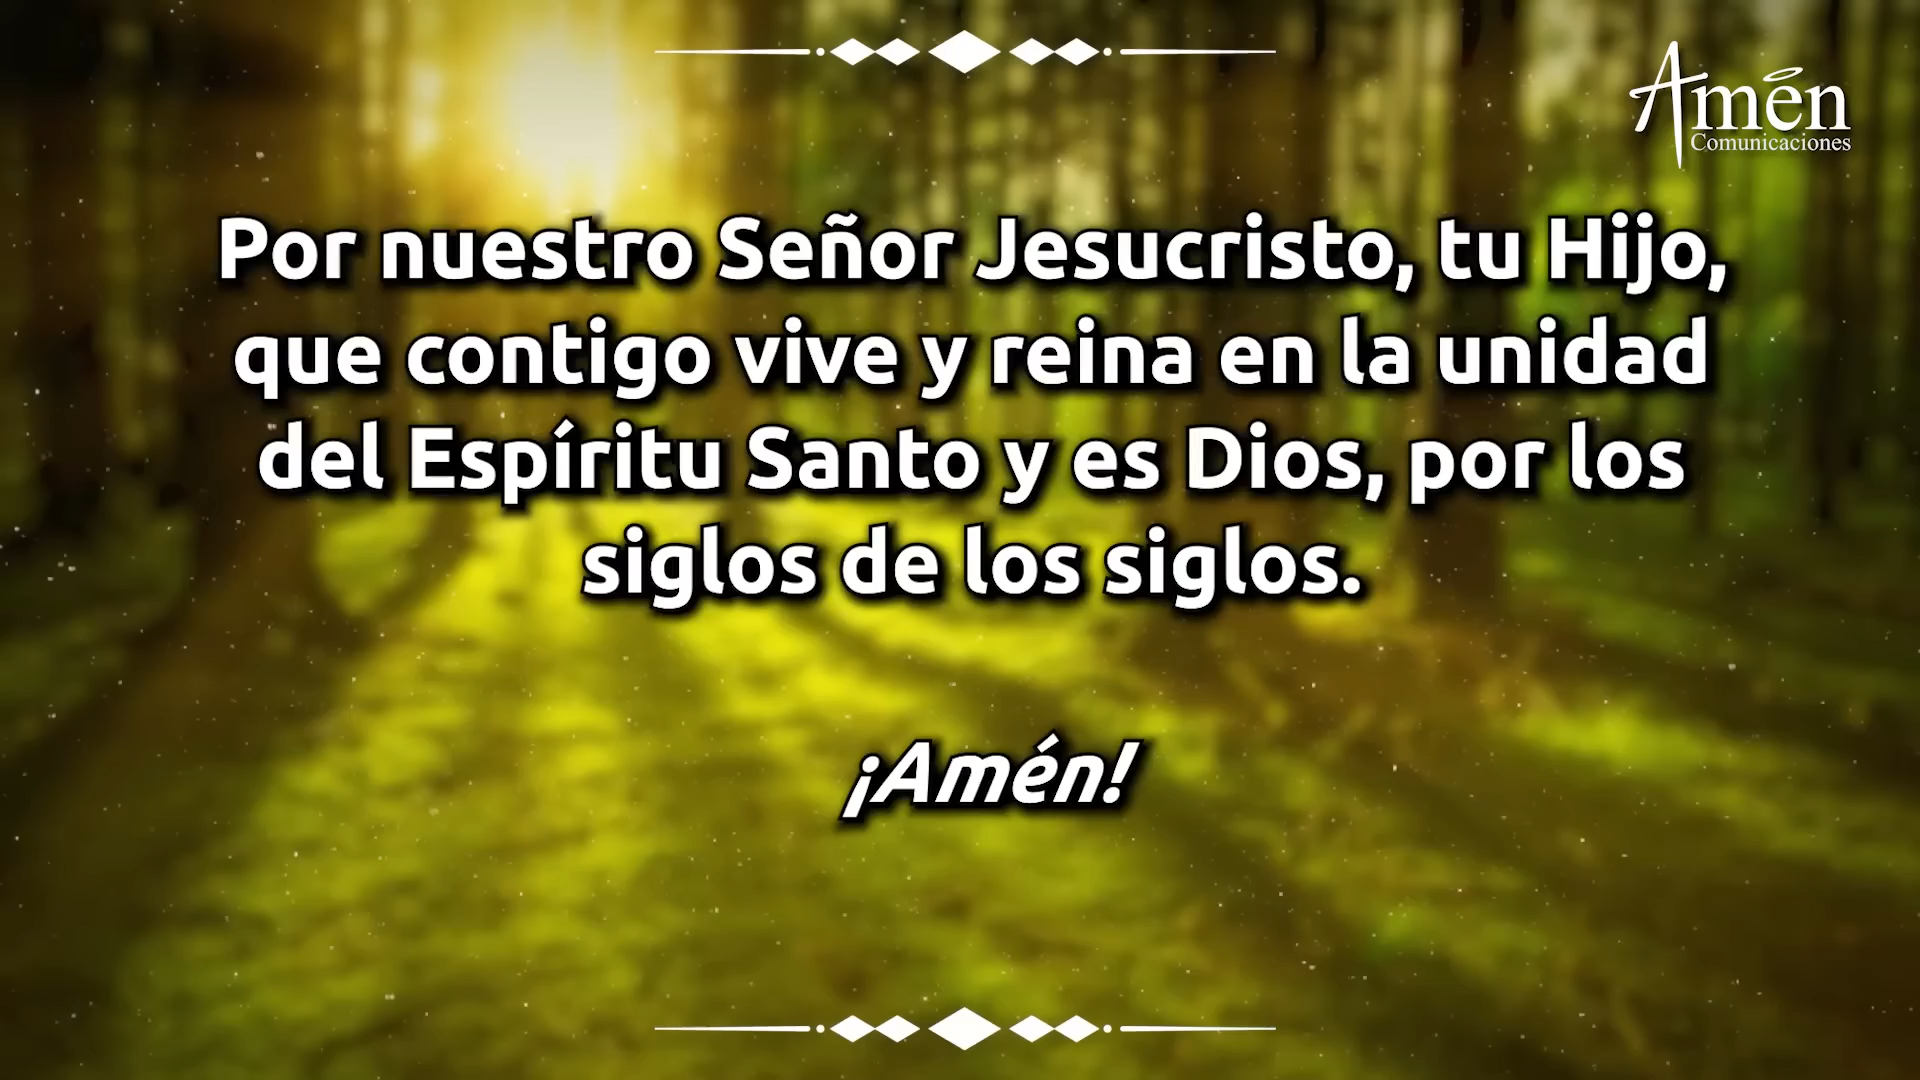 Amén
Comunicaciones
Por nuestro Señor Jesucristo, tu Hijo,
que contigo vive y reina en la unidad
del Espíritu Santo y es Dios, por los
siglos de los siglos.
¡Amén!